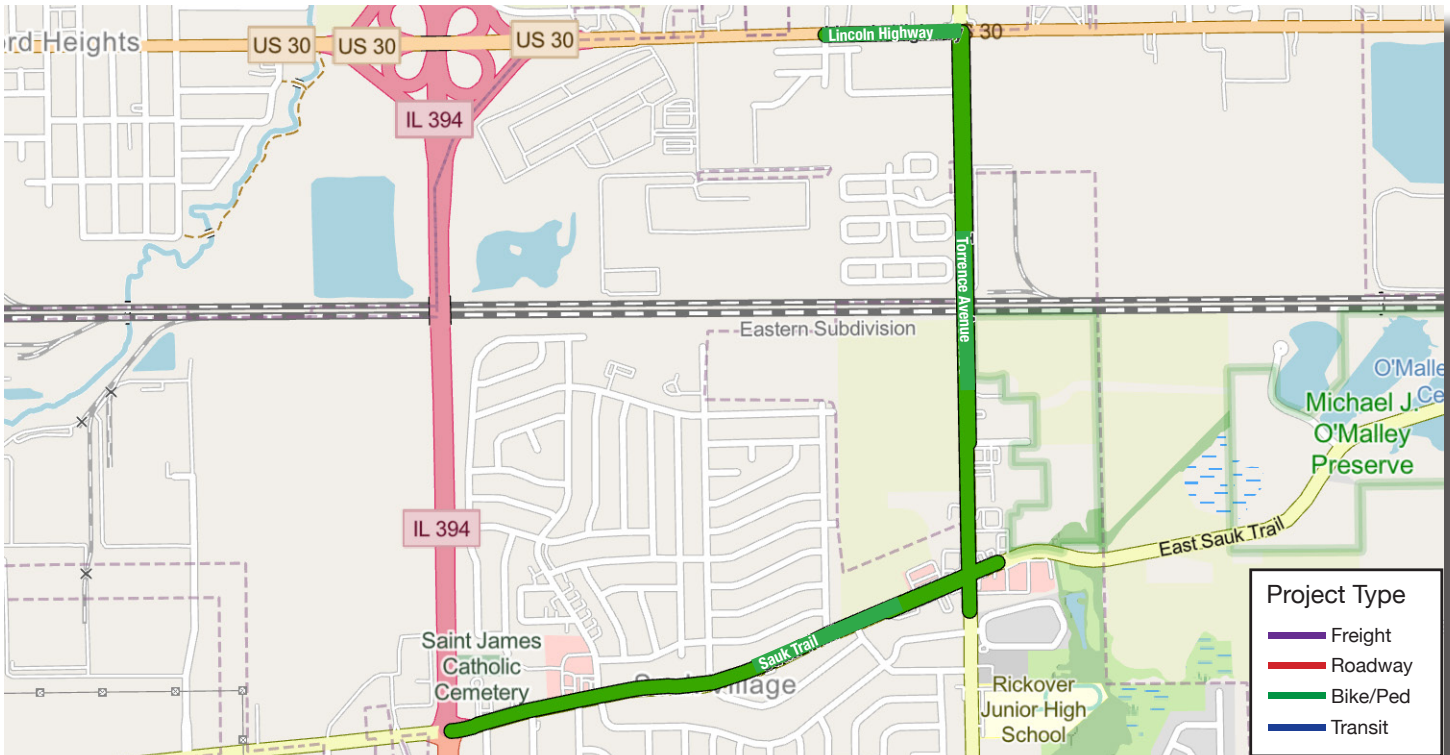 rd Heights
US 30
US 30
US 30
Lincoln Highway
30
IL 394
Torrence Avenue
Eastern Subdivision
O'Malle
Ce
Michael J.
O'Malley
Preserve
IL 394
East Sauk Trail
Sauk Trail
Saint James
Catholic
Cemetery
Village
Rickover
Junior High
School
Project Type
Freight
Roadway
Bike/Ped
Transit